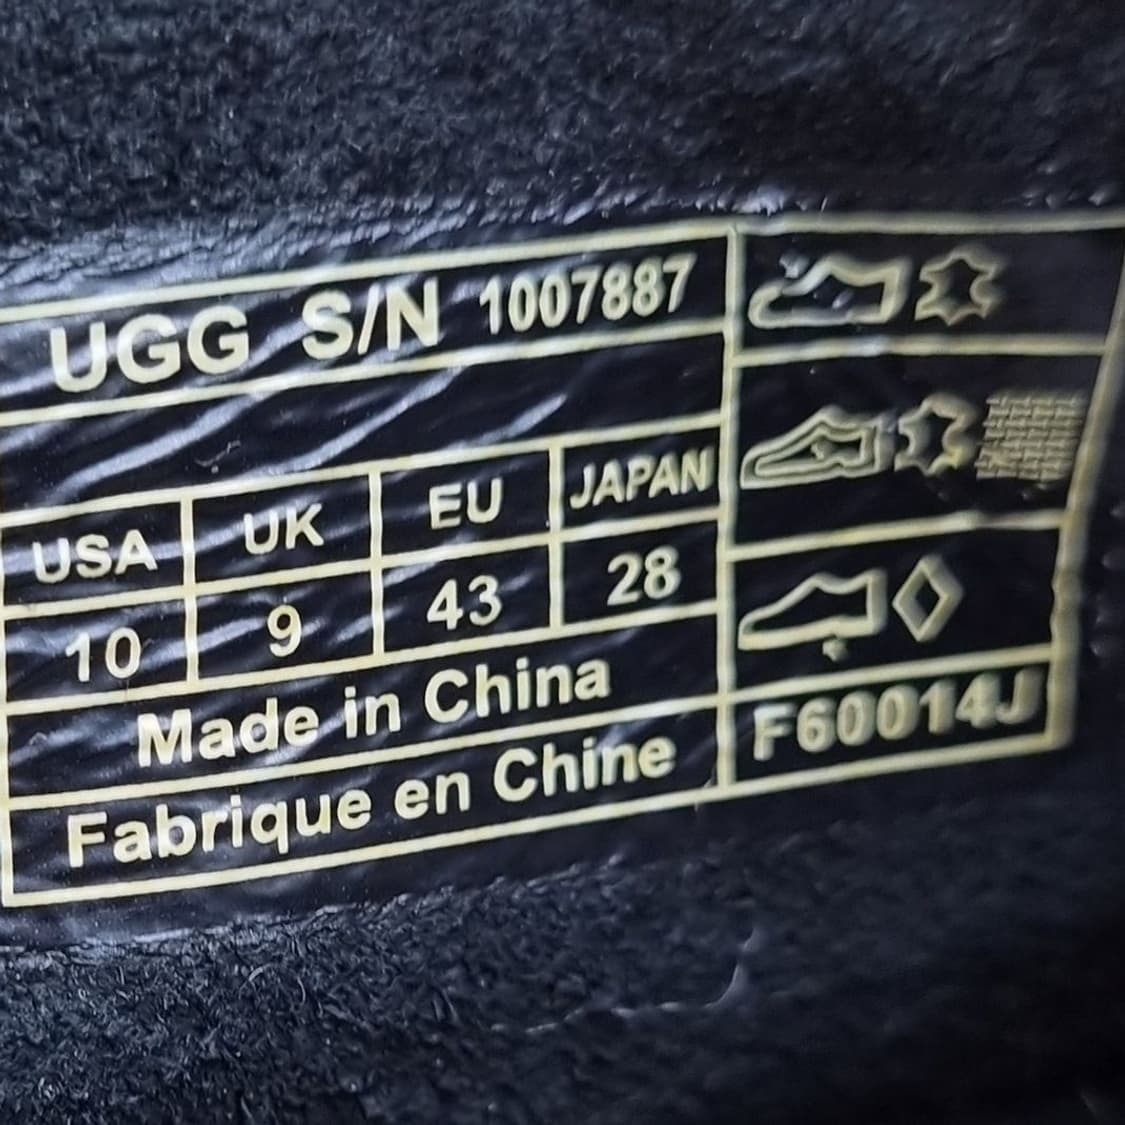 UGG S/N 1007887
USA UK EU JAPAN
10 9 43 28
Made in China
Fabrique en Chine
F60014J